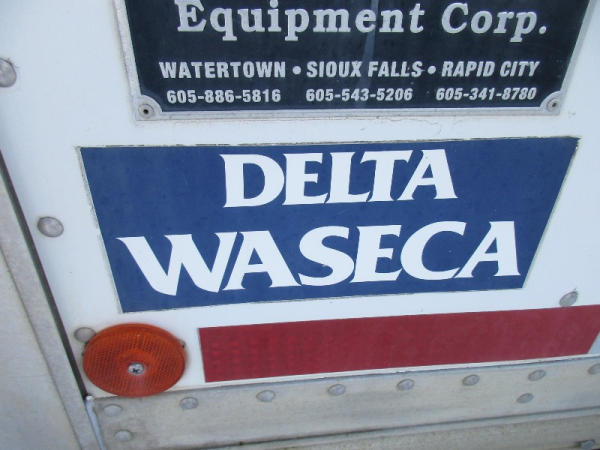 Equipment Corp.
WATERTOWN • SIOUX FALLS • RAPID CITY
605-886-5816 605-543-5206 605-341-8780
DELTA
WASECA